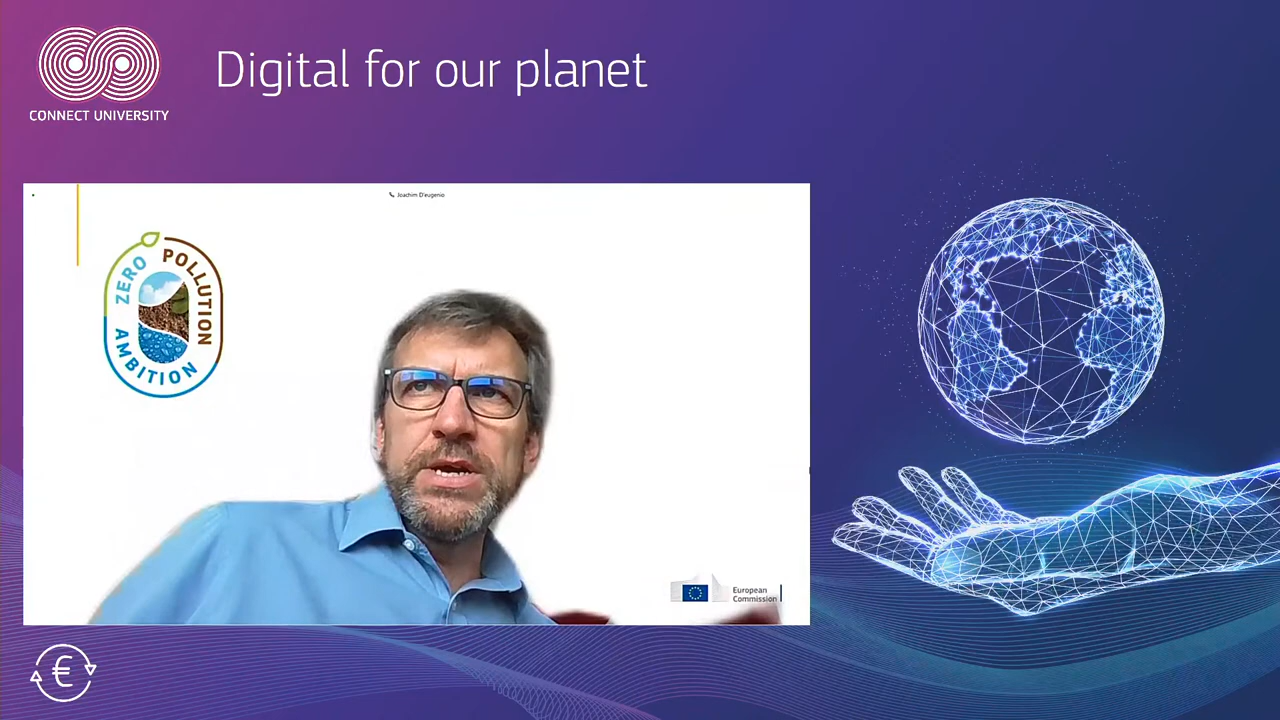 CONNECT UNIVERSITY
Digital for our planet
Joachim D'eugenio
ZERO POLLUTION
AMBITION
European
Commission
€